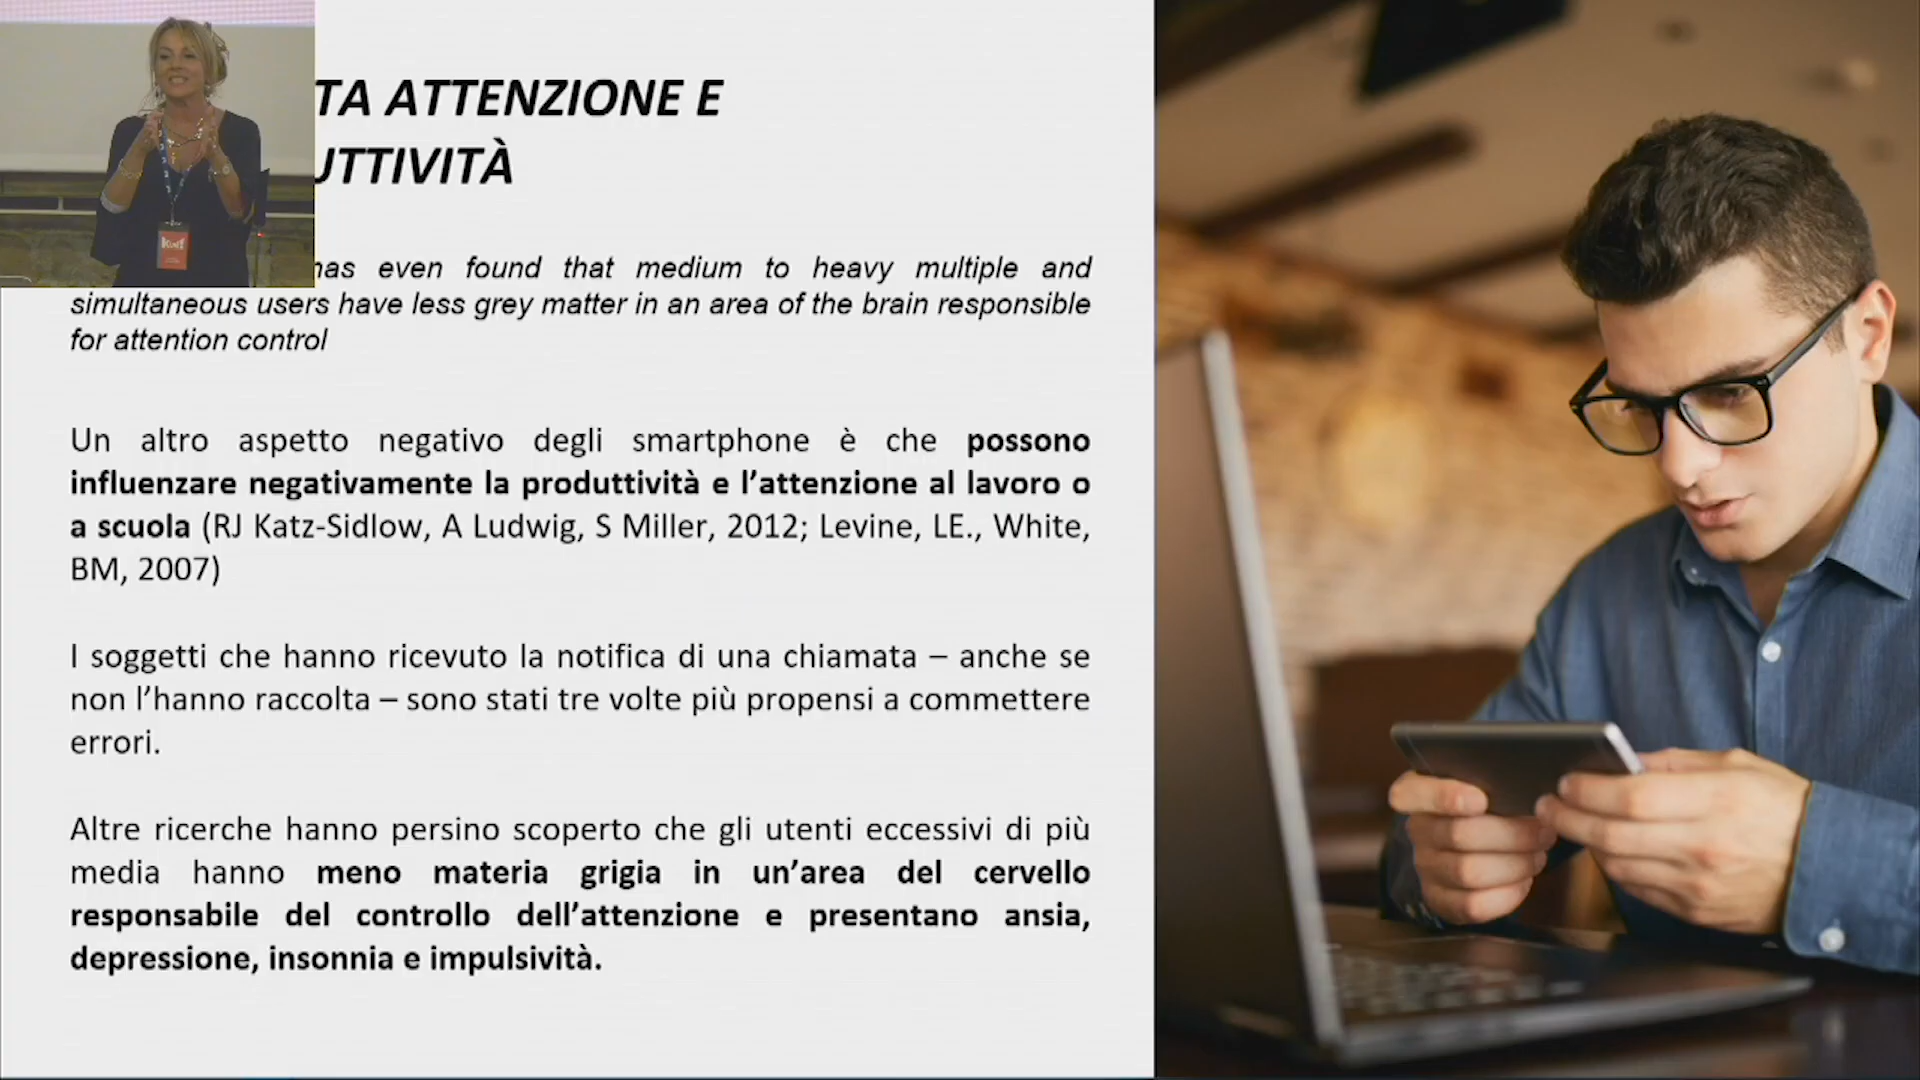 TA ATTENZIONE E
UTTIVITÀ
has even found that medium to heavy multiple and
simultaneous users have less grey matter in an area of the brain responsible
for attention control
Un altro aspetto negativo degli smartphone è che possono
influenzare negativamente la produttività e l’attenzione al lavoro o
a scuola (RJ Katz-Sidlow, A Ludwig, S Miller, 2012; Levine, LE., White,
BM, 2007)
I soggetti che hanno ricevuto la notifica di una chiamata – anche se
non l’hanno raccolta – sono stati tre volte più propensi a commettere
errori.
Altre ricerche hanno persino scoperto che gli utenti eccessivi di più
media hanno meno materia grigia in un’area del cervello
responsabile del controllo dell’attenzione e presentano ansia,
depressione, insonnia e impulsività.